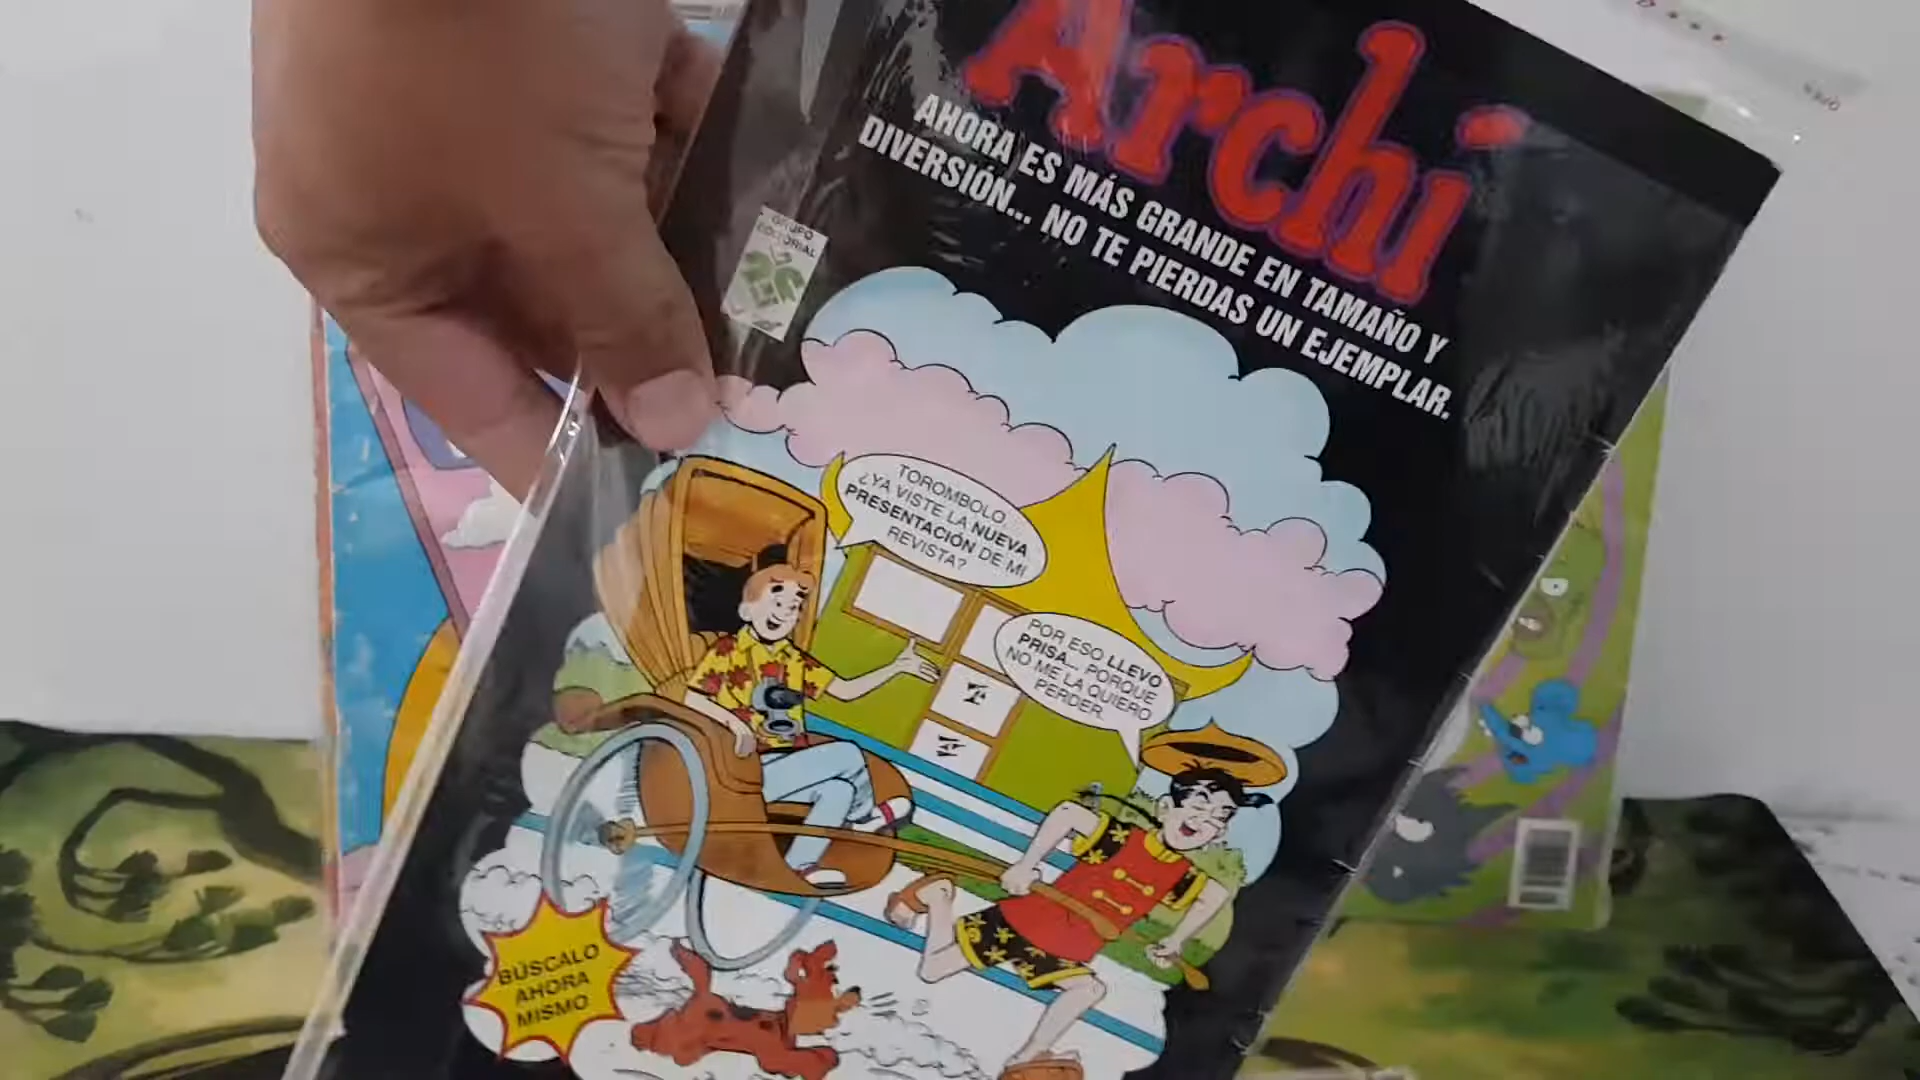 Archi
AHORA ES MÁS GRANDE EN TAMAÑO Y
DIVERSIÓN... NO TE PIERDAS UN EJEMPLAR.
GRUPO
EDITORIAL
TOROMBOLO
¿YA VISTE LA NUEVA
PRESENTACIÓN DE MI
REVISTA?
POR ESO LLEVO
PRISA... PORQUE
NO ME LA QUIERO
PERDER.
BÚSCALO
AHORA
MISMO